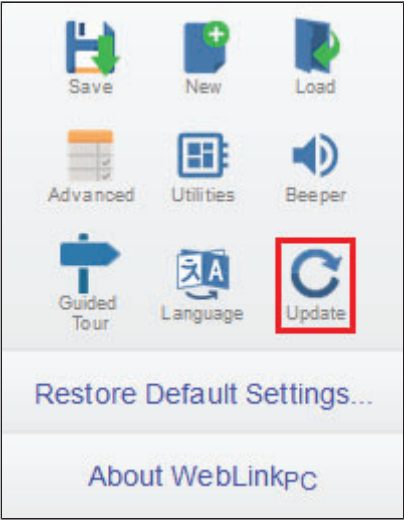 Save New Load
Advanced Utilities Beeper
Guided
Tour Language Update
Restore Default Settings...
About WebLinkPC